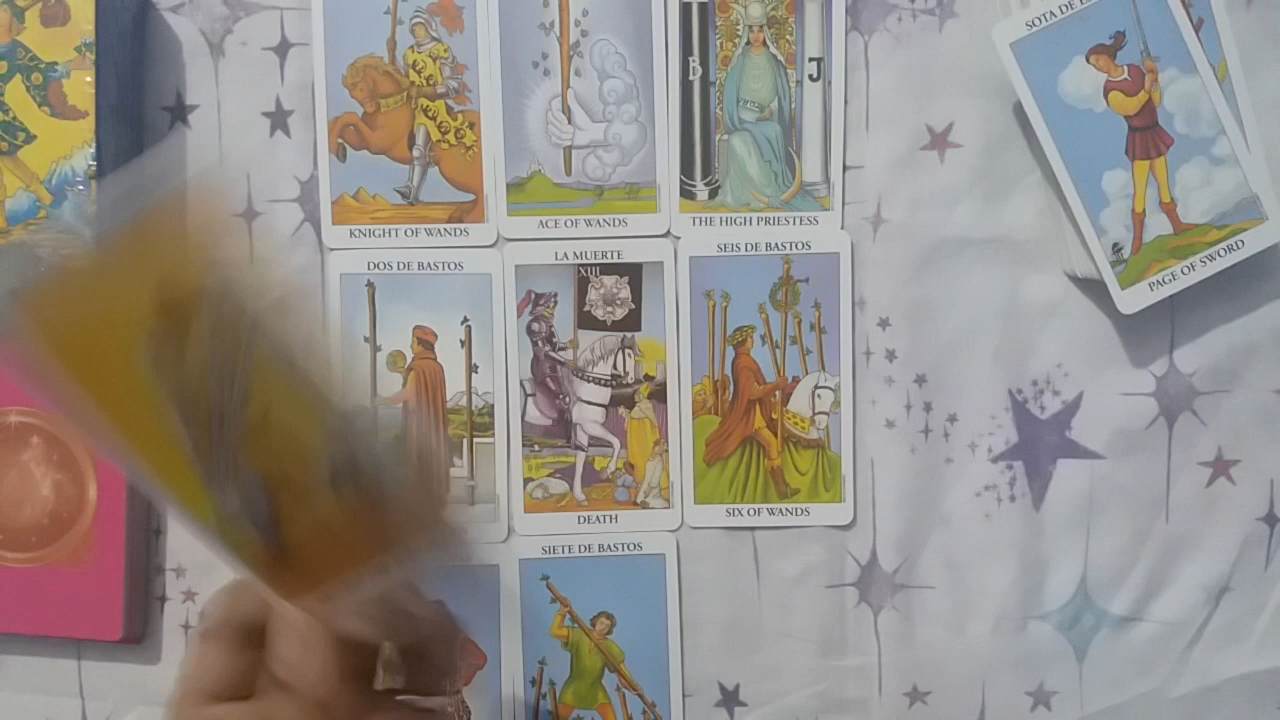 KNIGHT OF WANDS
ACE OF WANDS
B
J
THE HIGH PRIESTESS
SOTA DE
PAGE OF SWORD
DOS DE BASTOS
LA MUERTE
XIII
DEATH
SEIS DE BASTOS
SIX OF WANDS
SIETE DE BASTOS